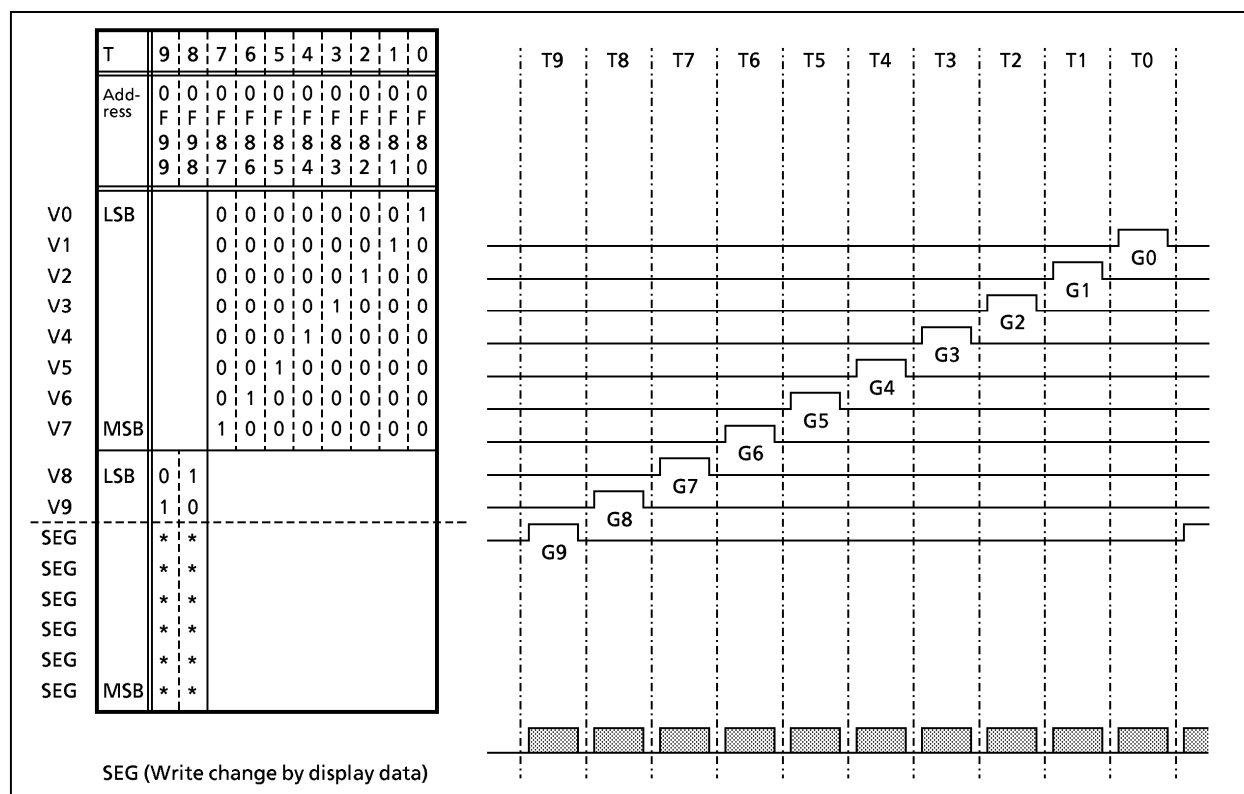 T 9 8 7 6 5 4 3 2 1 0
Add-
ress
0 0 0 0 0 0 0 0 0 0
F F F F F F F F F F
9 9 8 8 8 8 8 8 8 8
9 8 7 6 5 4 3 2 1 0
V0 LSB 0 0 0 0 0 0 0 1
V1 0 0 0 0 0 0 1 0
V2 0 0 0 0 0 1 0 0
V3 0 0 0 0 1 0 0 0
V4 0 0 0 1 0 0 0 0
V5 0 0 1 0 0 0 0 0
V6 0 1 0 0 0 0 0 0
V7 MSB 1 0 0 0 0 0 0 0
V8 LSB 0 1
V9 1 0
SEG * *
SEG * *
SEG * *
SEG * *
SEG * *
SEG MSB * *
SEG (Write change by display data)
T9 T8 T7 T6 T5 T4 T3 T2 T1 T0
G0
G1
G2
G3
G4
G5
G6
G7
G8
G9